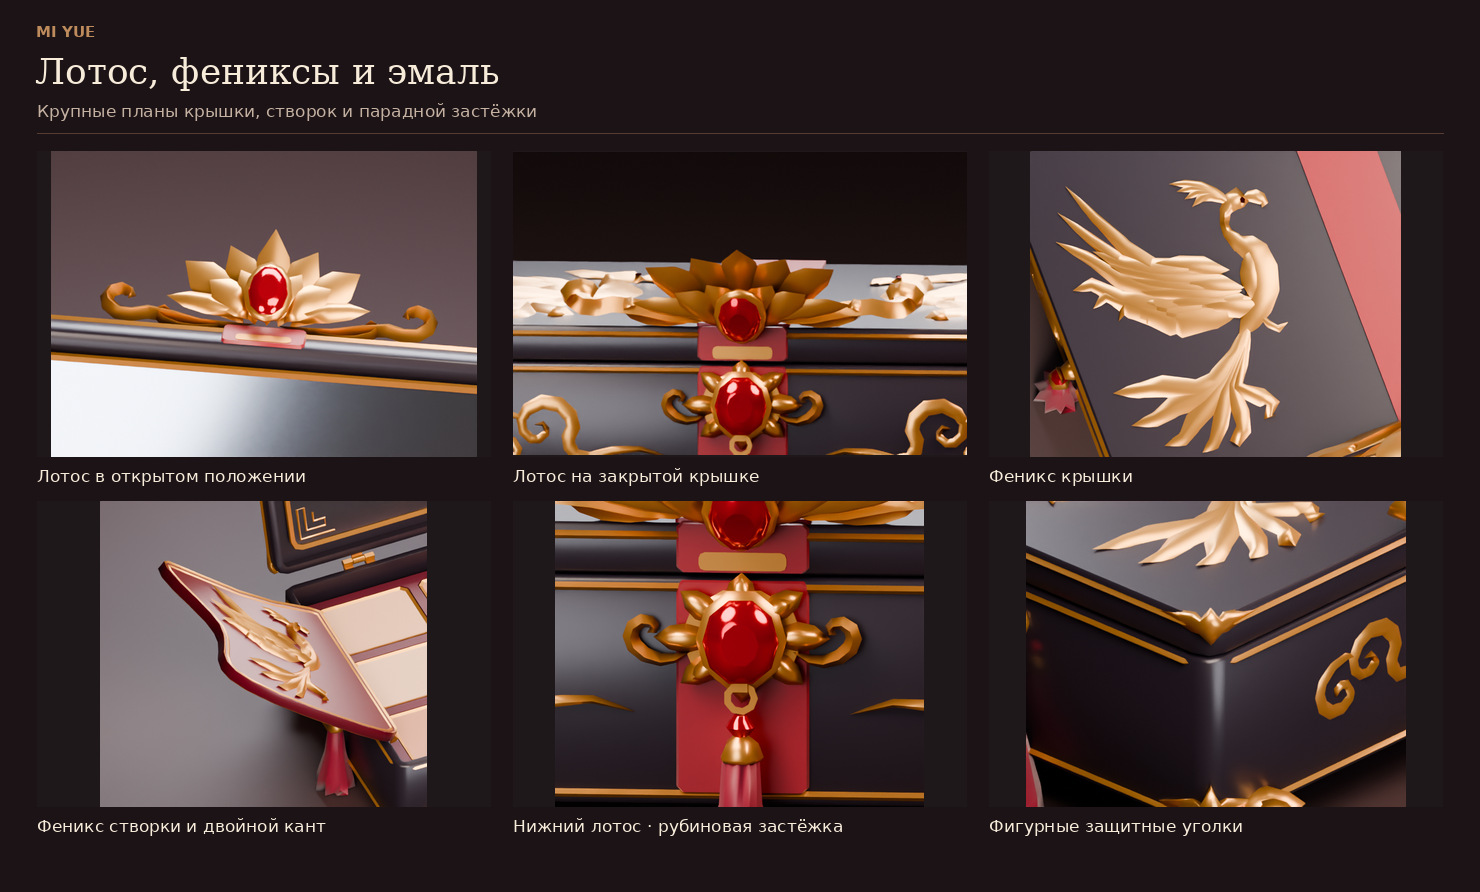 MI YUE
Лотос, фениксы и эмаль
Крупные планы крышки, створок и парадной застёжки
Лотос в открытом положении
Лотос на закрытой крышке
Феникс крышки
Феникс створки и двойной кант
Нижний лотос · рубиновая застёжка
Фигурные защитные уголки